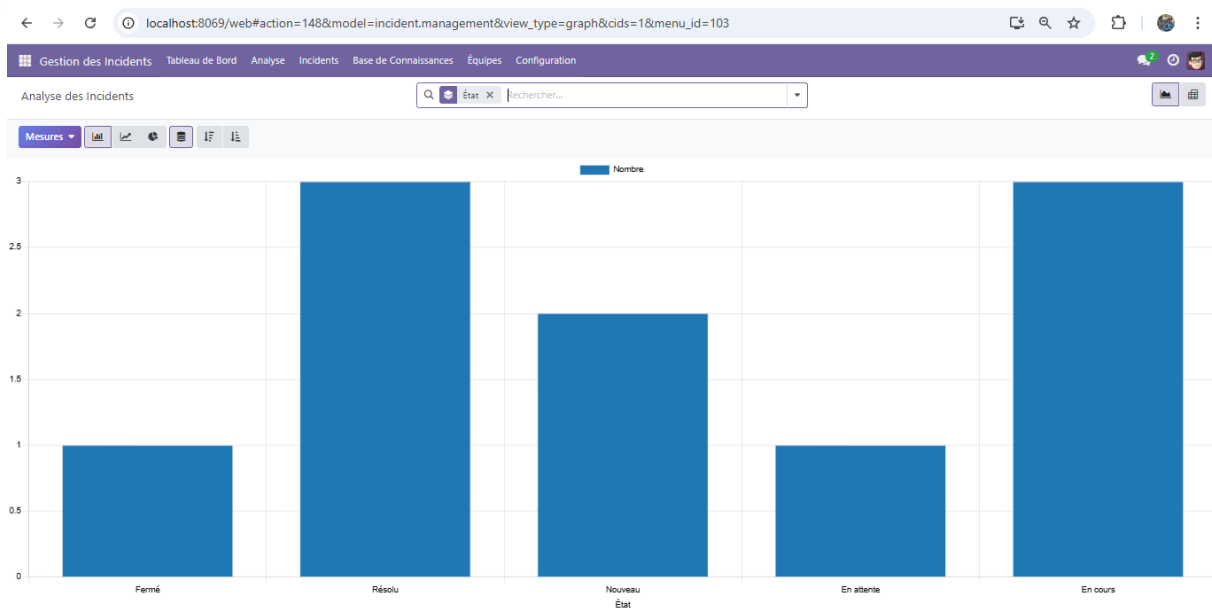 localhost:8069/web#action=148&model=incident.management&view_type=graph&cids=1&menu_id=103
Gestion des Incidents Tableau de Bord Analyse Incidents Base de Connaissances Équipes Configuration 2
Analyse des Incidents État × Rechercher...
Mesures
Nombre
3
2.5
2
1.5
1
0.5
0
Fermé Résolu Nouveau En attente En cours
État